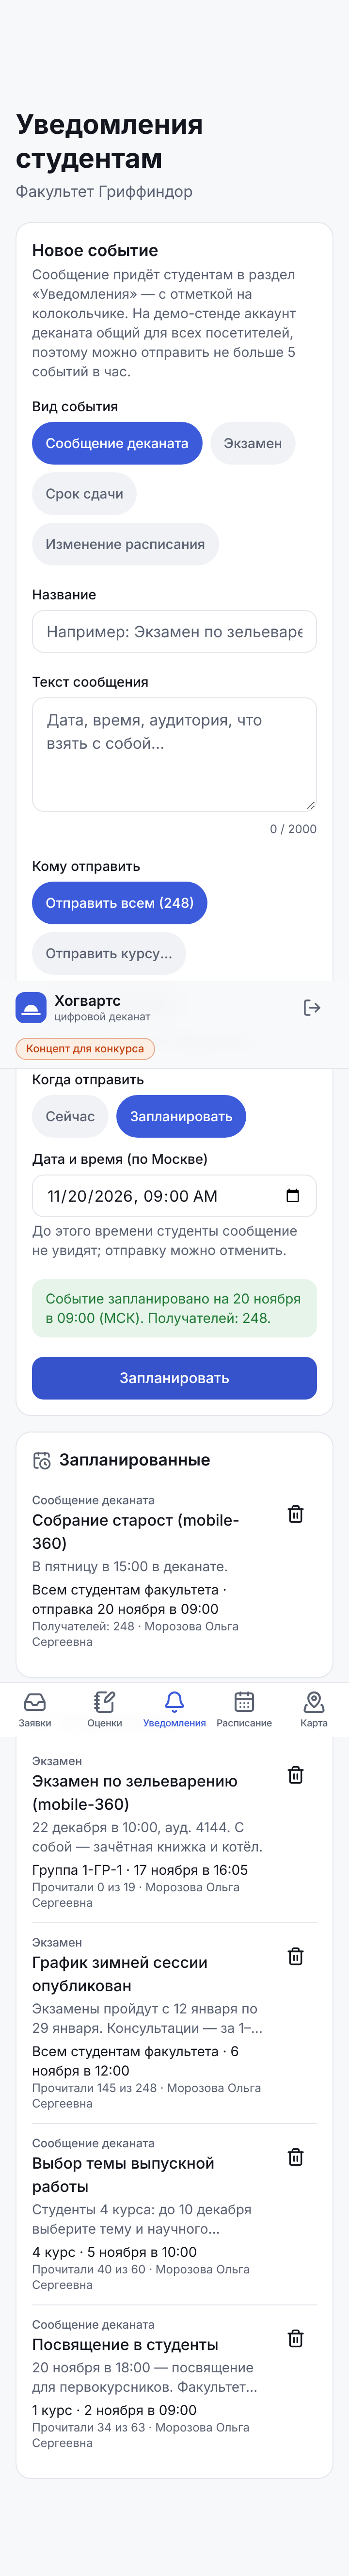 Уведомления
студентам
Факультет Гриффиндор
Новое событие
Сообщение придёт студентам в раздел
«Уведомления» — с отметкой на
колокольчике. На демо-стенде аккаунт
деканата общий для всех посетителей,
поэтому можно отправить не больше 5
событий в час.
Вид события
Сообщение деканата
Экзамен
Срок сдачи
Изменение расписания
Название
Например: Экзамен по зельеваре
Текст сообщения
Дата, время, аудитория, что
взять с собой...
0 / 2000
Кому отправить
Отправить всем (248)
Отправить курсу...
Хогвартс
цифровой деканат
Концепт для конкурса
Когда отправить
Сейчас
Запланировать
Дата и время (по Москве)
11/20/2026, 09:00 AM
До этого времени студенты сообщение
не увидят; отправку можно отменить.
Событие запланировано на 20 ноября
в 09:00 (МСК). Получателей: 248.
Запланировать
Запланированные
Сообщение деканата
Собрание старост (mobile-
360)
В пятницу в 15:00 в деканате.
Всем студентам факультета ·
отправка 20 ноября в 09:00
Получателей: 248 · Морозова Ольга
Сергеевна
Заявки
Оценки
Уведомления
Расписание
Карта
Экзамен
Экзамен по зельеварению
(mobile-360)
22 декабря в 10:00, ауд. 4144. С
собой — зачётная книжка и котёл.
Группа 1-ГР-1 · 17 ноября в 16:05
Прочитали 0 из 19 · Морозова Ольга
Сергеевна
Экзамен
График зимней сессии
опубликован
Экзамены пройдут с 12 января по
29 января. Консультации — за 1–...
Всем студентам факультета · 6
ноября в 12:00
Прочитали 145 из 248 · Морозова Ольга
Сергеевна
Сообщение деканата
Выбор темы выпускной
работы
Студенты 4 курса: до 10 декабря
выберите тему и научного...
4 курс · 5 ноября в 10:00
Прочитали 40 из 60 · Морозова Ольга
Сергеевна
Сообщение деканата
Посвящение в студенты
20 ноября в 18:00 — посвящение
для первокурсников. Факультет...
1 курс · 2 ноября в 09:00
Прочитали 34 из 63 · Морозова Ольга
Сергеевна